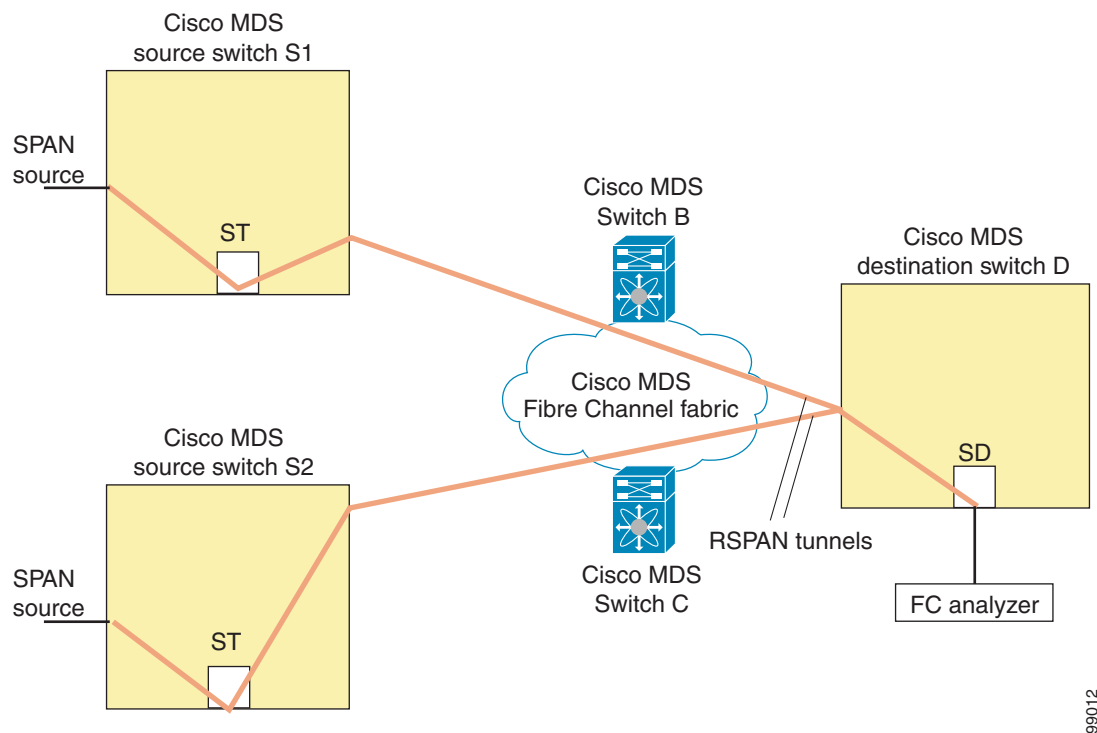 Cisco MDS
source switch S1
SPAN
source
ST
Cisco MDS
Switch B
Cisco MDS
destination switch D
Cisco MDS
Fibre Channel fabric
Cisco MDS
source switch S2
SD
RSPAN tunnels
SPAN
source
ST
Cisco MDS
Switch C
FC analyzer
99012